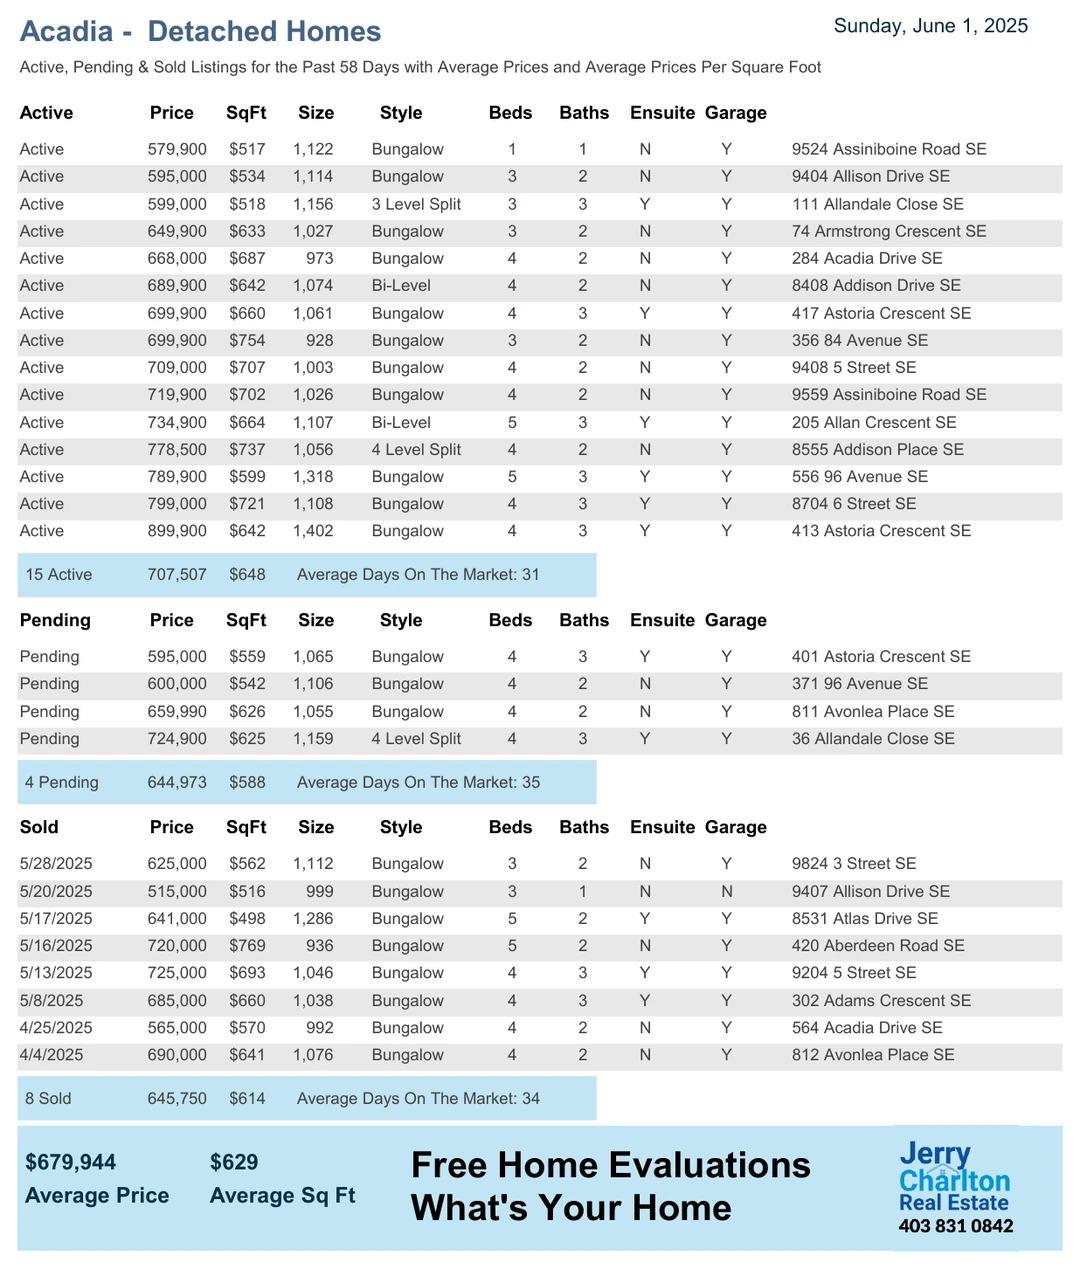 Acadia - Detached Homes
Sunday, June 1, 2025
Active, Pending & Sold Listings for the Past 58 Days with Average Prices and Average Prices Per Square Foot
Active Price SqFt Size Style Beds Baths Ensuite Garage
Active 579,900 $517 1,122 Bungalow 1 1 N Y 9524 Assiniboine Road SE
Active 595,000 $534 1,114 Bungalow 3 2 N Y 9404 Allison Drive SE
Active 599,000 $518 1,156 3 Level Split 3 3 Y Y 111 Allandale Close SE
Active 649,900 $633 1,027 Bungalow 3 2 N Y 74 Armstrong Crescent SE
Active 668,000 $687 973 Bungalow 4 2 N Y 284 Acadia Drive SE
Active 689,900 $642 1,074 Bi-Level 4 2 N Y 8408 Addison Drive SE
Active 699,900 $660 1,061 Bungalow 4 3 Y Y 417 Astoria Crescent SE
Active 699,900 $754 928 Bungalow 3 2 N Y 356 84 Avenue SE
Active 709,000 $707 1,003 Bungalow 4 2 N Y 9408 5 Street SE
Active 719,900 $702 1,026 Bungalow 4 2 N Y 9559 Assiniboine Road SE
Active 734,900 $664 1,107 Bi-Level 5 3 Y Y 205 Allan Crescent SE
Active 778,500 $737 1,056 4 Level Split 4 2 N Y 8555 Addison Place SE
Active 789,900 $599 1,318 Bungalow 5 3 Y Y 556 96 Avenue SE
Active 799,000 $721 1,108 Bungalow 4 3 Y Y 8704 6 Street SE
Active 899,900 $642 1,402 Bungalow 4 3 Y Y 413 Astoria Crescent SE
15 Active 707,507 $648 Average Days On The Market: 31
Pending Price SqFt Size Style Beds Baths Ensuite Garage
Pending 595,000 $559 1,065 Bungalow 4 3 Y Y 401 Astoria Crescent SE
Pending 600,000 $542 1,106 Bungalow 4 2 N Y 371 96 Avenue SE
Pending 659,990 $626 1,055 Bungalow 4 2 N Y 811 Avonlea Place SE
Pending 724,900 $625 1,159 4 Level Split 4 3 Y Y 36 Allandale Close SE
4 Pending 644,973 $588 Average Days On The Market: 35
Sold Price SqFt Size Style Beds Baths Ensuite Garage
5/28/2025 625,000 $562 1,112 Bungalow 3 2 N Y 9824 3 Street SE
5/20/2025 515,000 $516 999 Bungalow 3 1 N N 9407 Allison Drive SE
5/17/2025 641,000 $498 1,286 Bungalow 5 2 Y Y 8531 Atlas Drive SE
5/16/2025 720,000 $769 936 Bungalow 5 2 N Y 420 Aberdeen Road SE
5/13/2025 725,000 $693 1,046 Bungalow 4 3 Y Y 9204 5 Street SE
5/8/2025 685,000 $660 1,038 Bungalow 4 3 Y Y 302 Adams Crescent SE
4/25/2025 565,000 $570 992 Bungalow 4 2 N Y 564 Acadia Drive SE
4/4/2025 690,000 $641 1,076 Bungalow 4 2 N Y 812 Avonlea Place SE
8 Sold 645,750 $614 Average Days On The Market: 34
$679,944 $629
Average Price Average Sq Ft
Free Home Evaluations
What's Your Home
Jerry
Charlton
Real Estate
403 831 0842